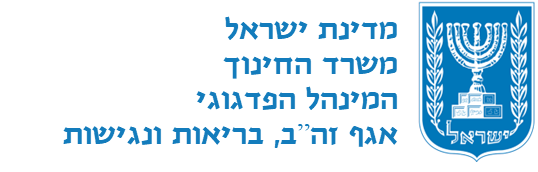 מדינת ישראל
משרד החינוך
המינהל הפדגוגי
אגף זה״ב, בריאות ונגישות
ישראל